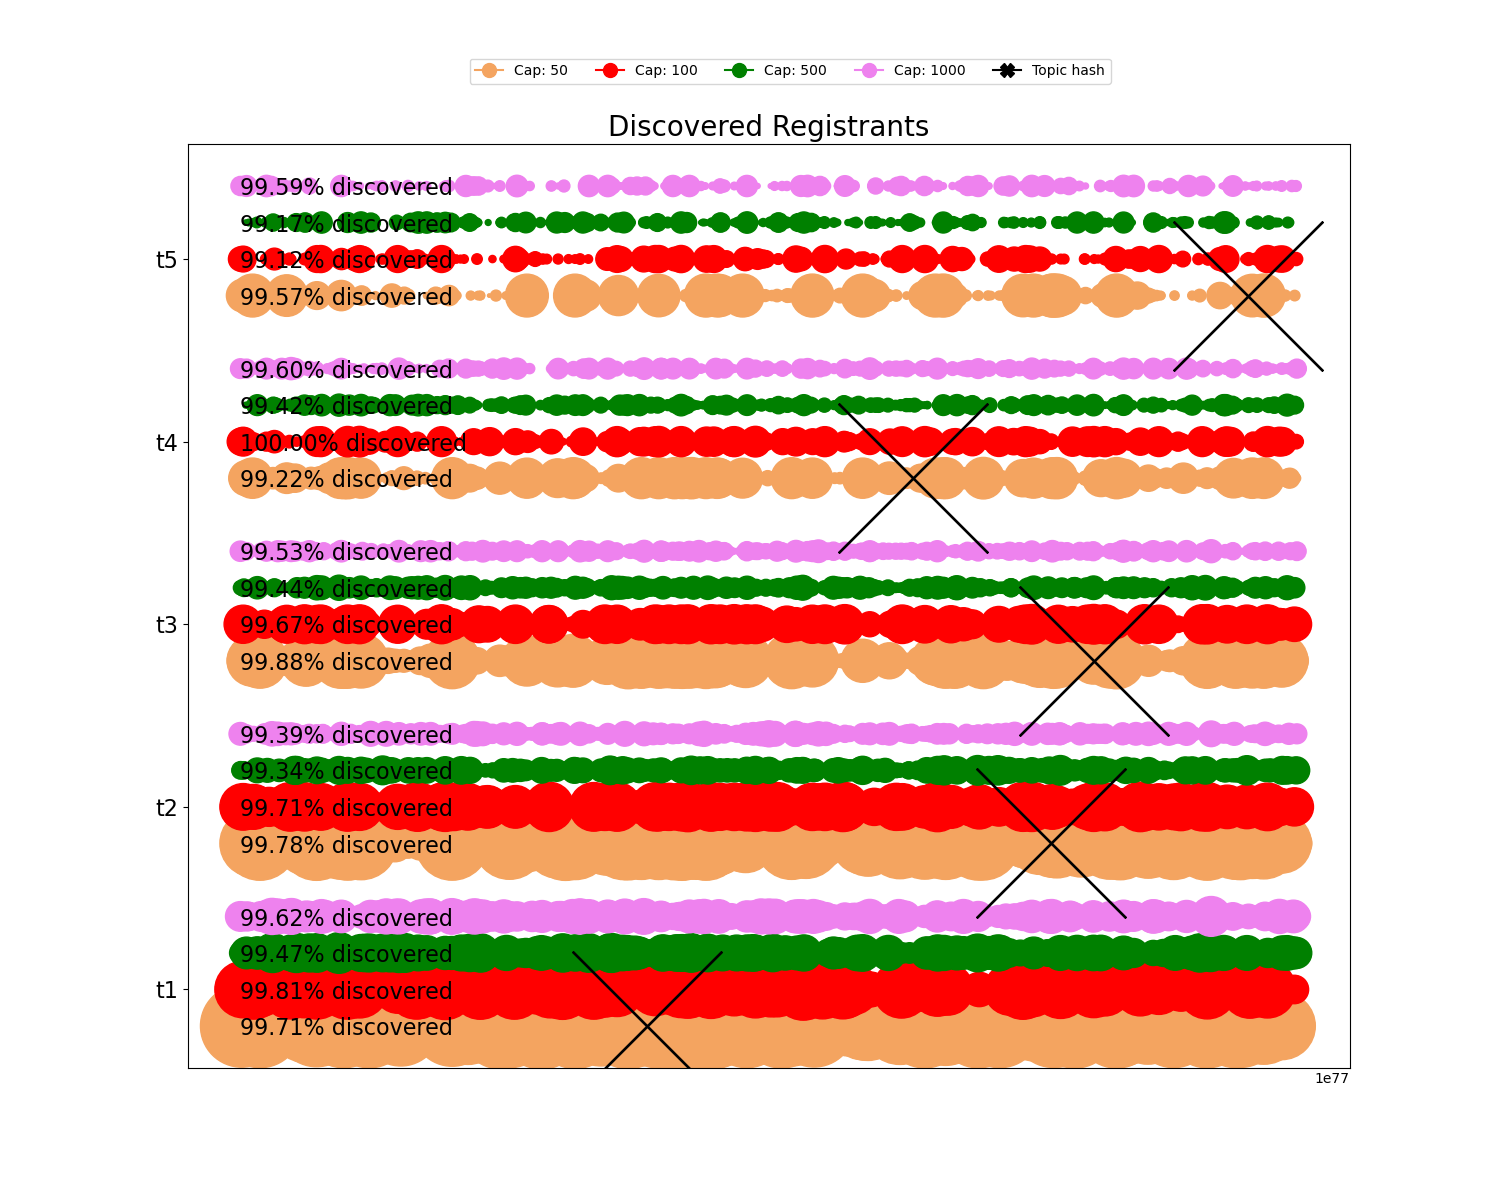 Cap: 50 Cap: 100 Cap: 500 Cap: 1000 Topic hash
Discovered Registrants
99.59% discovered
99.17% discovered
t5 99.12% discovered
99.57% discovered
99.60% discovered
99.42% discovered
t4 100.00% discovered
99.22% discovered
99.53% discovered
99.44% discovered
t3 99.67% discovered
99.88% discovered
99.39% discovered
99.34% discovered
t2 99.71% discovered
99.78% discovered
99.62% discovered
99.47% discovered
t1 99.81% discovered
99.71% discovered
1e77